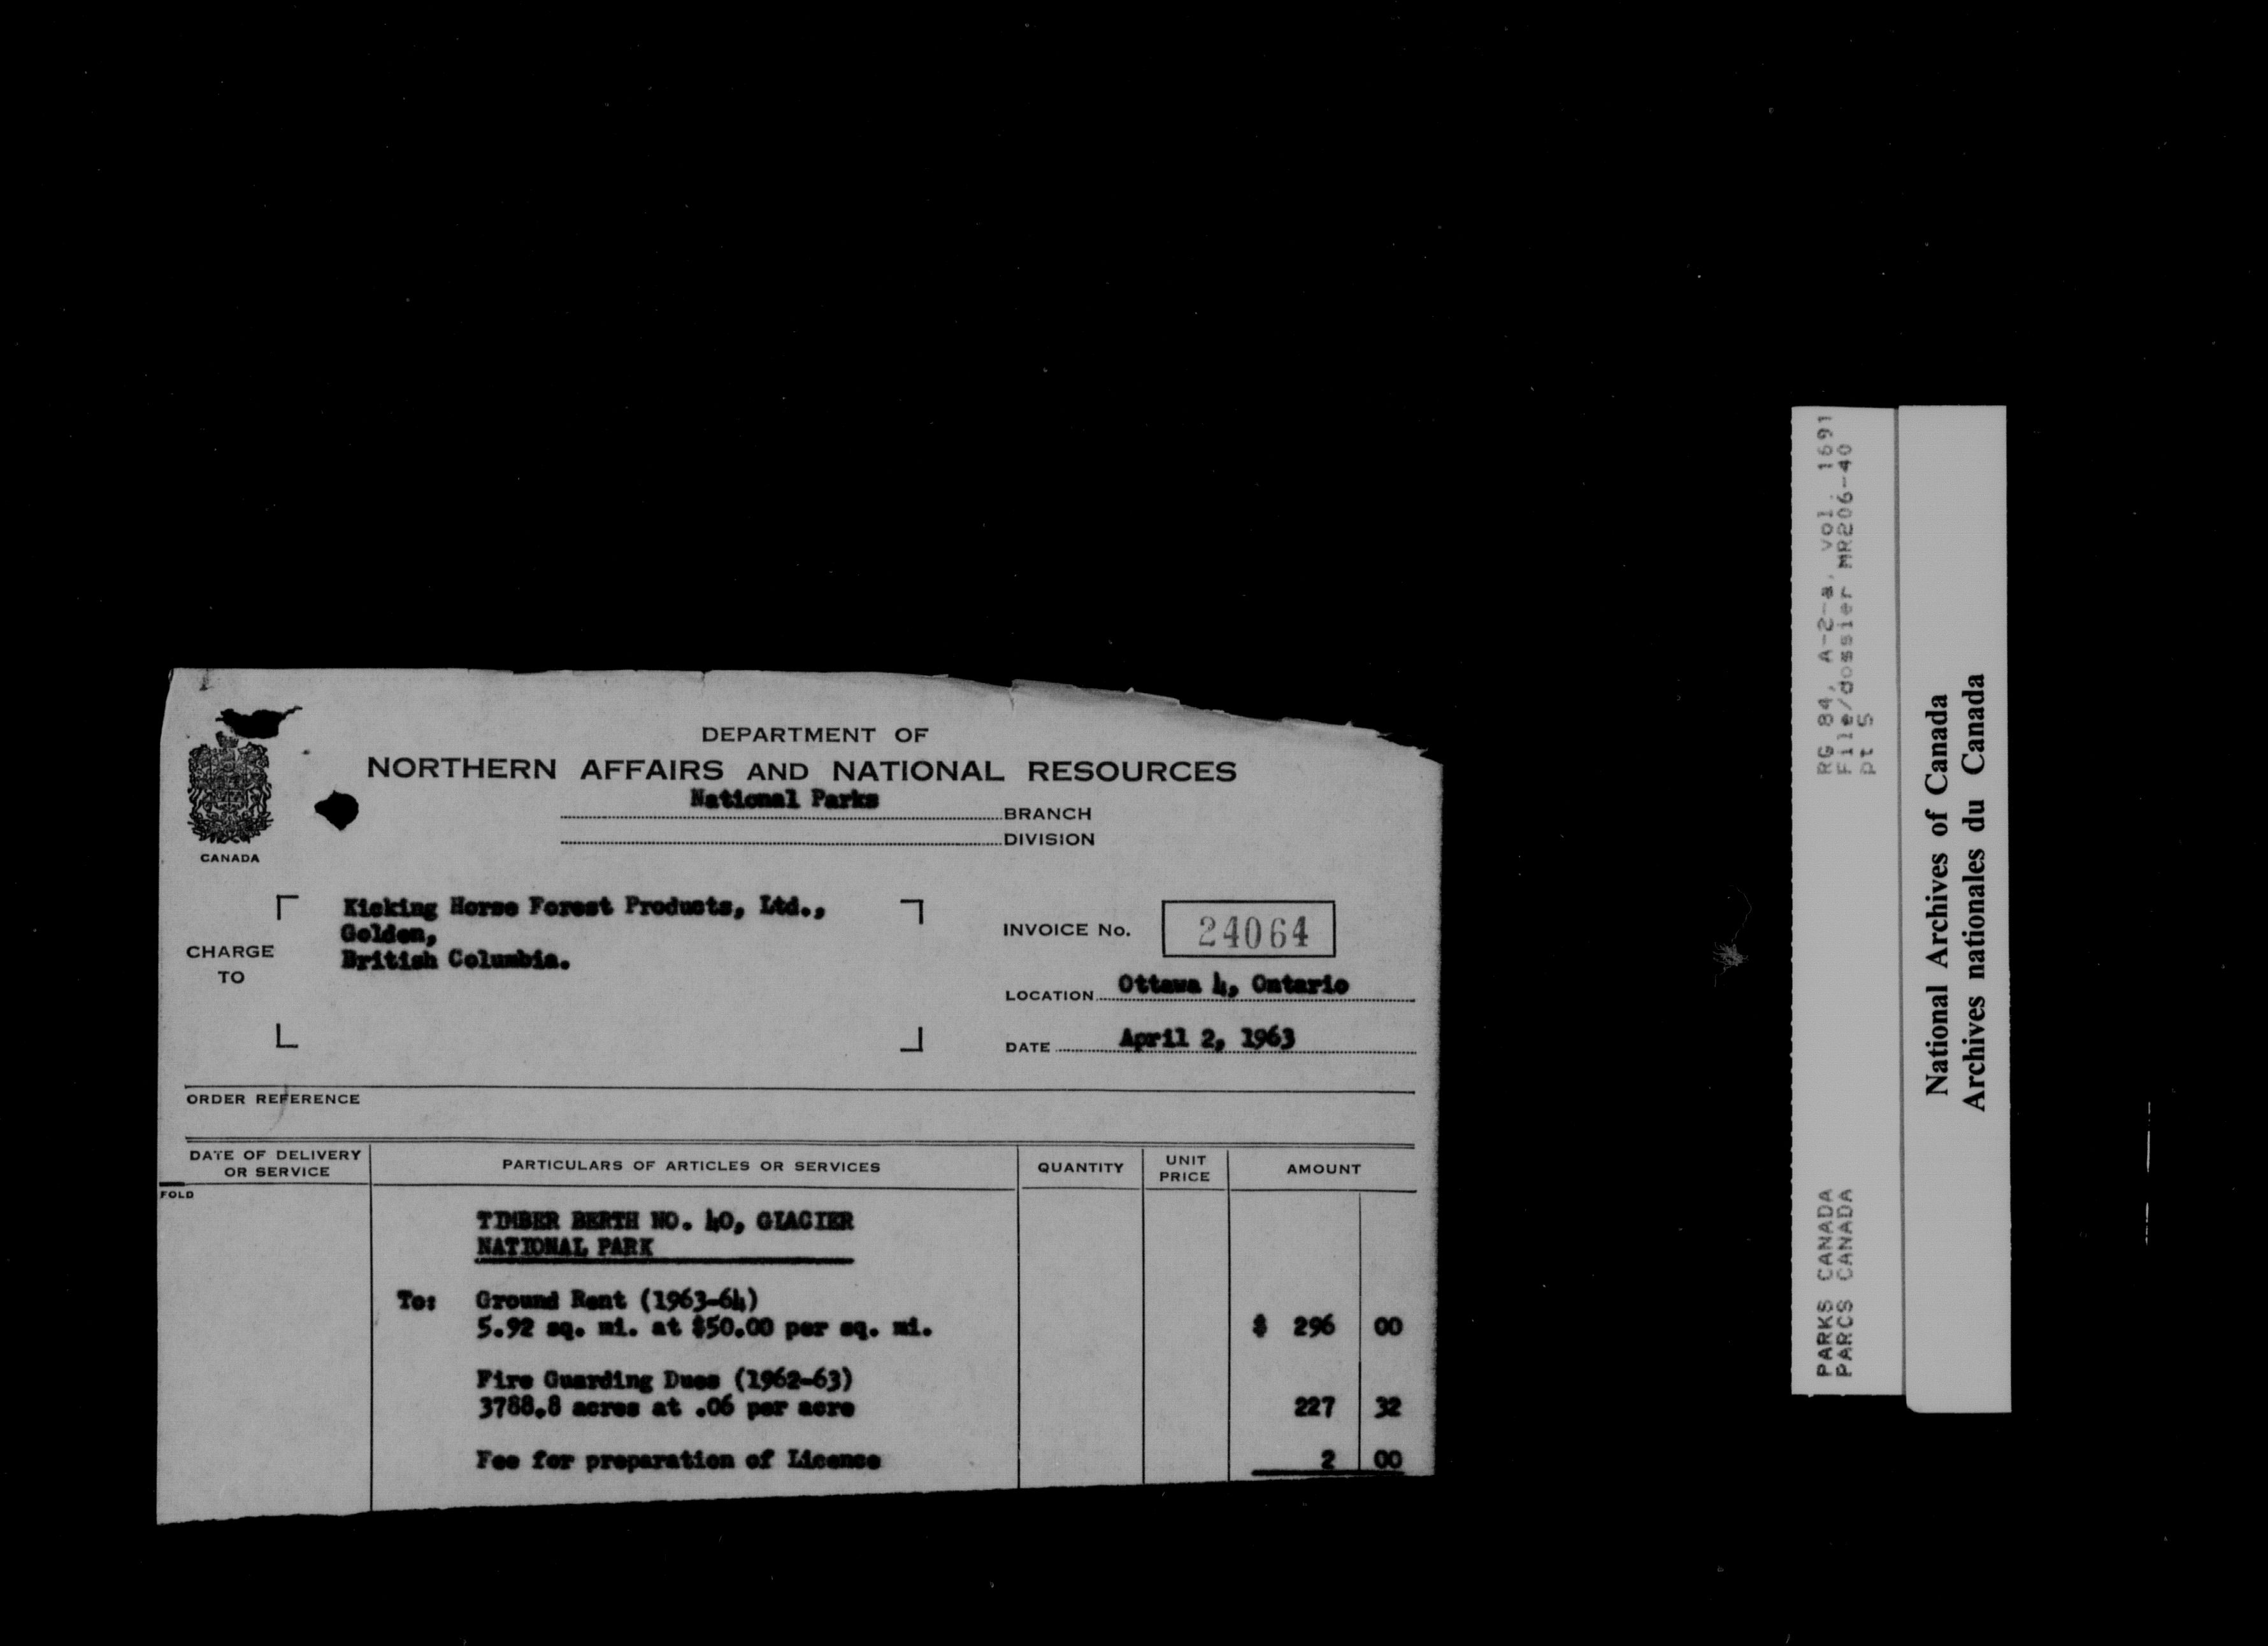 DEPARTMENT OF
NORTHERN AFFAIRS AND NATIONAL RESOURCES
National Parks
BRANCH
DIVISION
CANADA
CHARGE
TO
Kicking Horse Forest Products, Ltd.,
Golden,
British Columbia.
INVOICE No. 24064
LOCATION Ottawa 4, Ontario
DATE April 2, 1963
ORDER REFERENCE
DATE OF DELIVERY
OR SERVICE
PARTICULARS OF ARTICLES OR SERVICES
QUANTITY
UNIT
PRICE
AMOUNT
FOLD
TIMBER BERTH NO. 40, GLACIER
NATIONAL PARK
To: Ground Rent (1963-64)
5.92 sq. mi. at $50.00 per sq. mi. $ 296 00
Fire Guarding Dues (1962-63)
3788.8 acres at .06 per acre 227 32
Fee for preparation of Licence 2 00
RG 84, A-2-a, vol. 1691
File/dossier MR206-40
pt 5
PARKS CANADA
PARCS CANADA
National Archives of Canada
Archives nationales du Canada